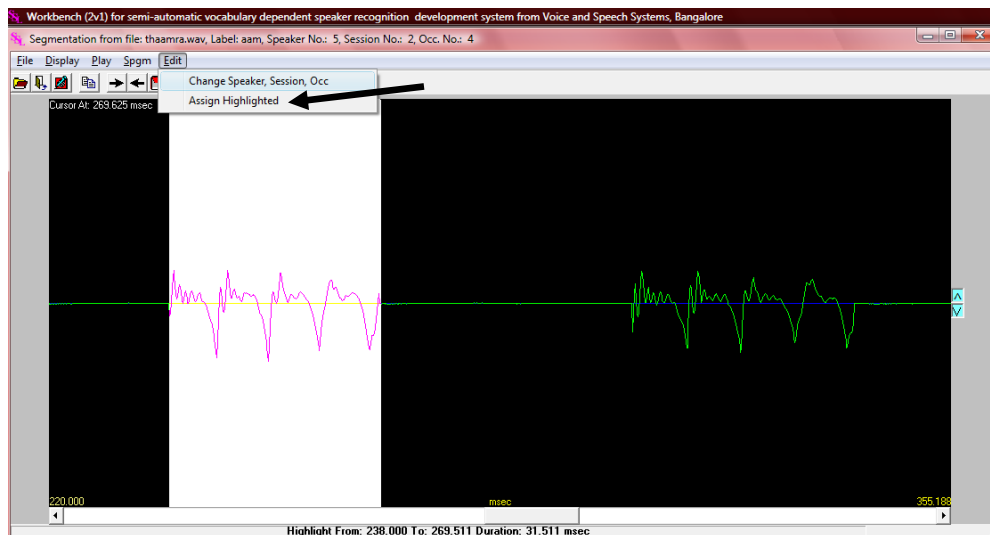 Workbench (2v1) for semi-automatic vocabulary dependent speaker recognition development system from Voice and Speech Systems, Bangalore
Segmentation from file: thaamra.wav, Label: aam, Speaker No.: 5, Session No.: 2, Occ. No.: 4
File Display Play Spgm Edit
Change Speaker, Session, Occ
Assign Highlighted
Cursor At: 269.625 msec
220.000 msec 355.188
Highlight From: 238.000 To: 269.511 Duration: 31.511 msec